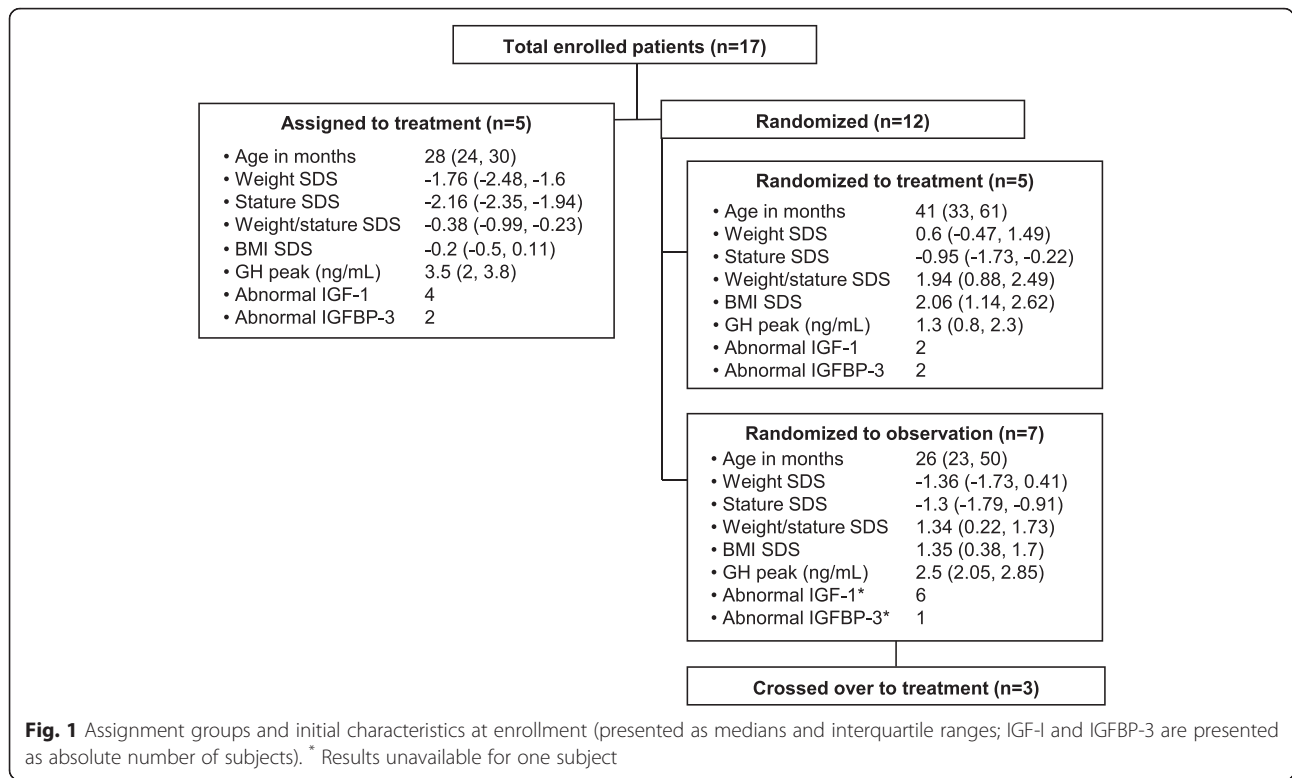 Total enrolled patients (n=17)
Assigned to treatment (n=5)
• Age in months 28 (24, 30)
• Weight SDS -1.76 (-2.48, -1.6
• Stature SDS -2.16 (-2.35, -1.94)
• Weight/stature SDS -0.38 (-0.99, -0.23)
• BMI SDS -0.2 (-0.5, 0.11)
• GH peak (ng/mL) 3.5 (2, 3.8)
• Abnormal IGF-1 4
• Abnormal IGFBP-3 2
Randomized (n=12)
Randomized to treatment (n=5)
• Age in months 41 (33, 61)
• Weight SDS 0.6 (-0.47, 1.49)
• Stature SDS -0.95 (-1.73, -0.22)
• Weight/stature SDS 1.94 (0.88, 2.49)
• BMI SDS 2.06 (1.14, 2.62)
• GH peak (ng/mL) 1.3 (0.8, 2.3)
• Abnormal IGF-1 2
• Abnormal IGFBP-3 2
Randomized to observation (n=7)
• Age in months 26 (23, 50)
• Weight SDS -1.36 (-1.73, 0.41)
• Stature SDS -1.3 (-1.79, -0.91)
• Weight/stature SDS 1.34 (0.22, 1.73)
• BMI SDS 1.35 (0.38, 1.7)
• GH peak (ng/mL) 2.5 (2.05, 2.85)
• Abnormal IGF-1* 6
• Abnormal IGFBP-3* 1
Crossed over to treatment (n=3)
Fig. 1 Assignment groups and initial characteristics at enrollment (presented as medians and interquartile ranges; IGF-I and IGFBP-3 are presented
as absolute number of subjects). * Results unavailable for one subject